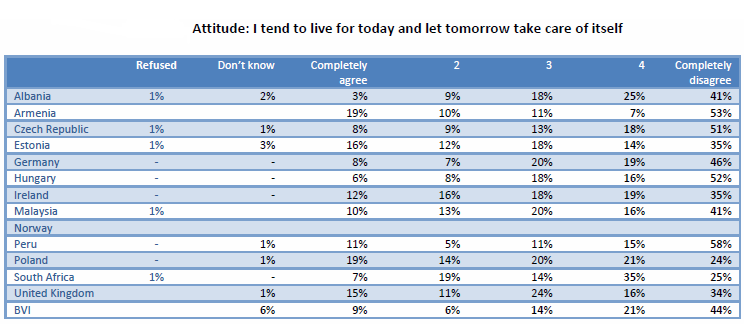 Attitude: I tend to live for today and let tomorrow take care of itself
Refused Don't know Completely agree 2 3 4 Completely disagree
Albania 1% 2% 3% 9% 18% 25% 41%
Armenia 19% 10% 11% 7% 53%
Czech Republic 1% 1% 8% 9% 13% 18% 51%
Estonia 1% 3% 16% 12% 18% 14% 35%
Germany - - 8% 7% 20% 19% 46%
Hungary - - 6% 8% 18% 16% 52%
Ireland - - 12% 16% 18% 19% 35%
Malaysia 1% 10% 13% 20% 16% 41%
Norway
Peru - 1% 11% 5% 11% 15% 58%
Poland - 1% 19% 14% 20% 21% 24%
South Africa 1% - 7% 19% 14% 35% 25%
United Kingdom 1% 15% 11% 24% 16% 34%
BVI 6% 9% 6% 14% 21% 44%